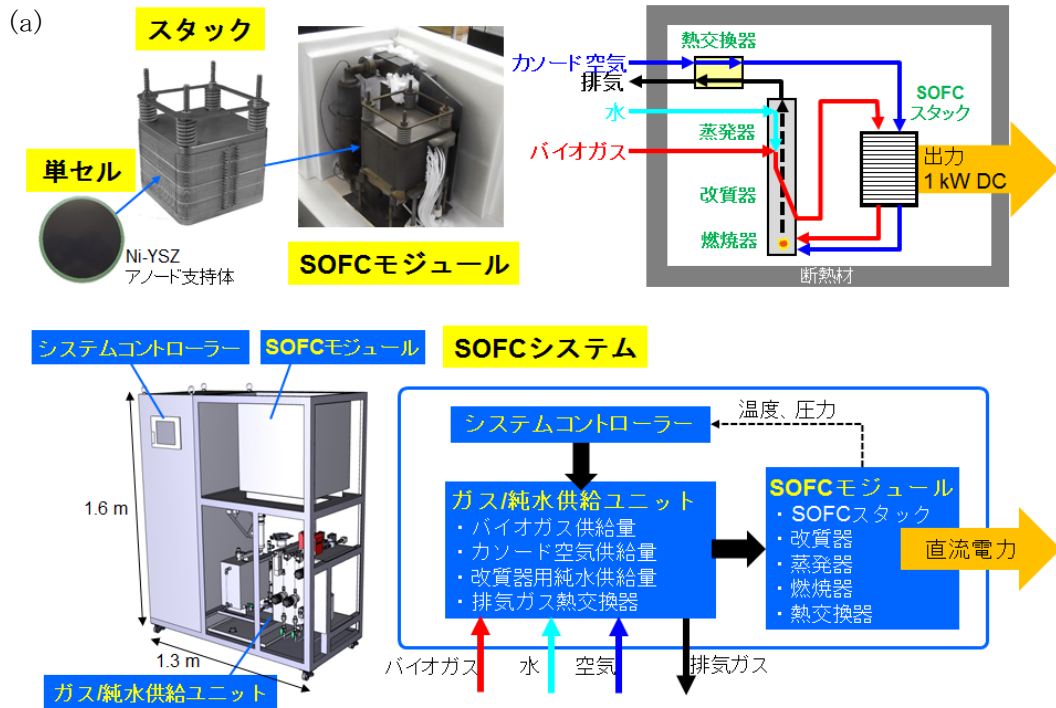 (a)
スタック
単セル
Ni-YSZ
アノード支持体
SOFCモジュール
熱交換器
カソード空気
排気
水
蒸発器
バイオガス
改質器
燃焼器
SOFC
スタック
出力
1 kW DC
断熱材
システムコントローラー
SOFCモジュール
SOFCシステム
1.6 m
1.3 m
ガス/純水供給ユニット
システムコントローラー
温度、圧力
ガス/純水供給ユニット
・バイオガス供給量
・カソード空気供給量
・改質器用純水供給量
・排気ガス熱交換器
SOFCモジュール
・SOFCスタック
・改質器
・蒸発器
・燃焼器
・熱交換器
直流電力
バイオガス
水
空気
排気ガス